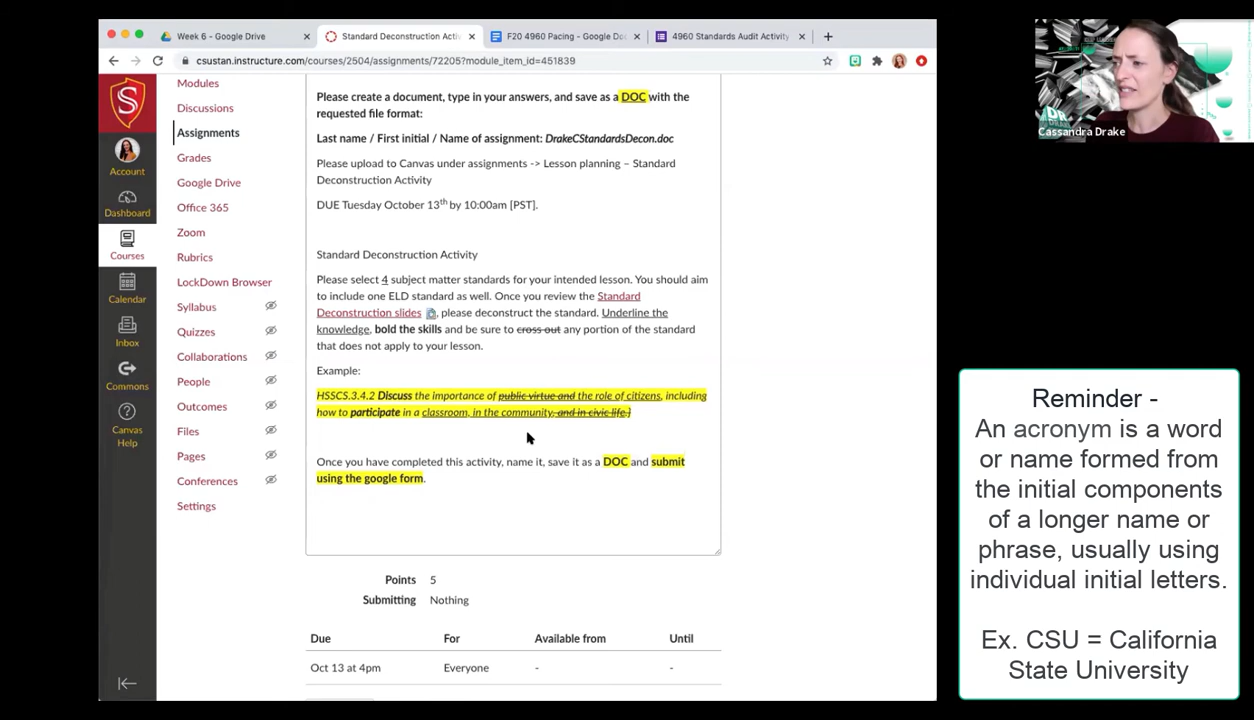 Week 6 - Google Drive
Standard Deconstruction Activ
F20 4960 Pacing - Google Do
4960 Standards Audit Activity
csustan.instructure.com/courses/2504/assignments/72205?module_item_id=451839
Account
Dashboard
Courses
Calendar
Inbox
Commons
Canvas
Help
Modules
Discussions
Assignments
Grades
Google Drive
Office 365
Zoom
Rubrics
LockDown Browser
Syllabus
Quizzes
Collaborations
People
Outcomes
Files
Pages
Conferences
Settings
Please create a document, type in your answers, and save as a DOC with the
requested file format:
Last name / First initial / Name of assignment: DrakeCStandardsDecon.doc
Please upload to Canvas under assignments -> Lesson planning – Standard
Deconstruction Activity
DUE Tuesday October 13th by 10:00am [PST].
Standard Deconstruction Activity
Please select 4 subject matter standards for your intended lesson. You should aim
to include one ELD standard as well. Once you review the Standard
Deconstruction slides , please deconstruct the standard. Underline the
knowledge, bold the skills and be sure to cross out any portion of the standard
that does not apply to your lesson.
Example:
HSSCS.3.4.2 Discuss the importance of public virtue and the role of citizens, including
how to participate in a classroom, in the community, and in civic life.]
Once you have completed this activity, name it, save it as a DOC and submit
using the google form.
Points 5
Submitting Nothing
Due For Available from Until
Oct 13 at 4pm Everyone - -
Cassandra Drake
Reminder -
An acronym is a word
or name formed from
the initial components
of a longer name or
phrase, usually using
individual initial letters.
Ex. CSU = California
State University